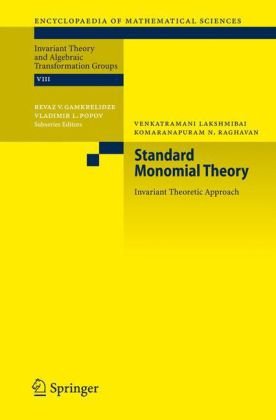 ENCYCLOPAEDIA OF MATHEMATICAL SCIENCES
Invariant Theory
and Algebraic
Transformation Groups
VIII
REVAZ V. GAMKRELIDZE
VLADIMIR L. POPOV
Subseries Editors
VENKATRAMANI LAKSHMIBAI
KOMARANAPURAM N. RAGHAVAN
Standard
Monomial Theory
Invariant Theoretic Approach
Springer